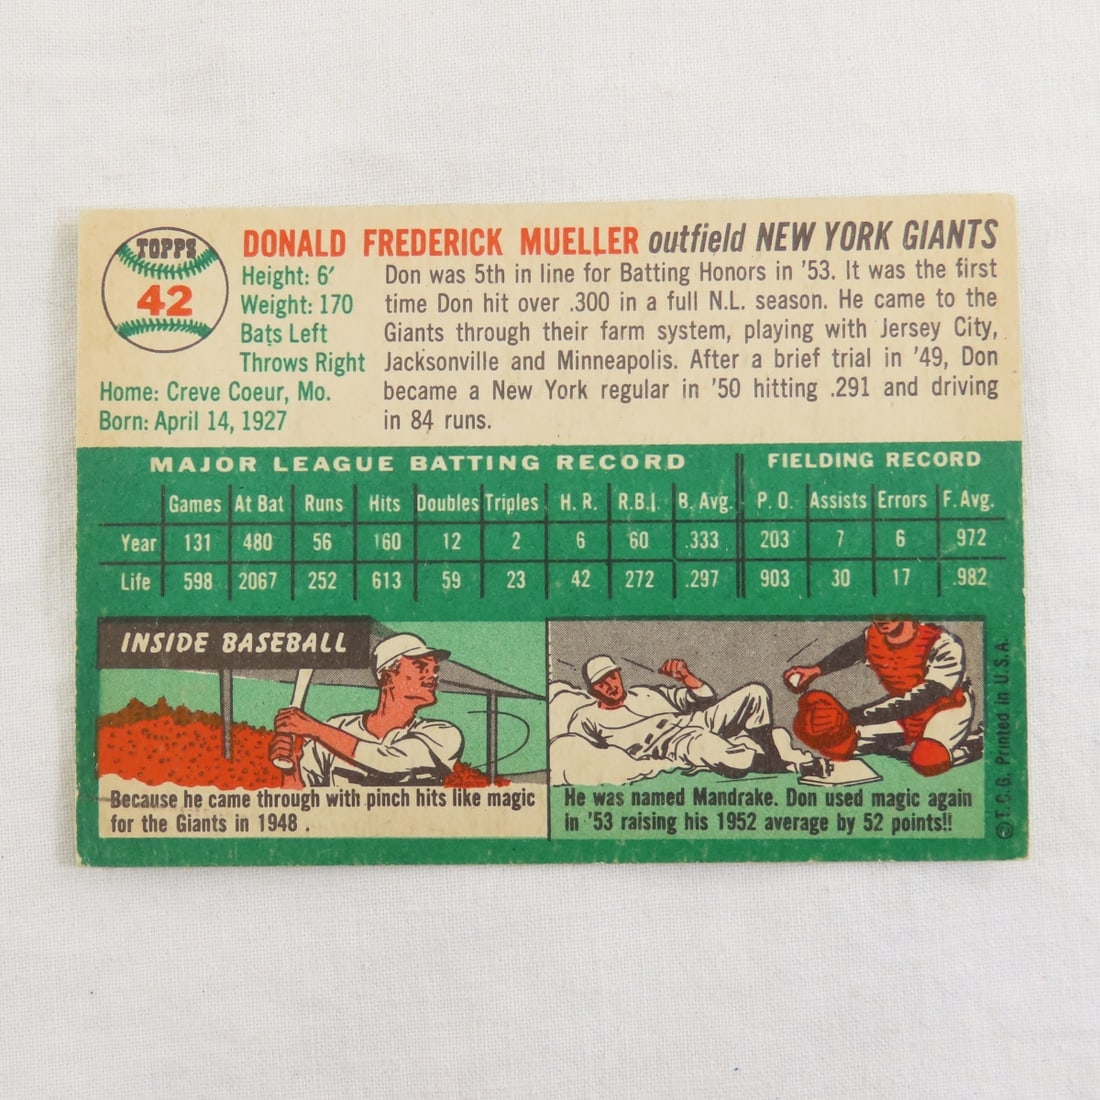 TOPPS
42
DONALD FREDERICK MUELLER outfield NEW YORK GIANTS
Height: 6'
Weight: 170
Bats Left
Throws Right
Home: Creve Coeur, Mo.
Born: April 14, 1927
Don was 5th in line for Batting Honors in '53. It was the first
time Don hit over .300 in a full N.L. season. He came to the
Giants through their farm system, playing with Jersey City,
Jacksonville and Minneapolis. After a brief trial in '49, Don
became a New York regular in '50 hitting .291 and driving
in 84 runs.
MAJOR LEAGUE BATTING RECORD FIELDING RECORD
Games At Bat Runs Hits Doubles Triples H. R. R.B.I. B. Avg. P. O. Assists Errors F. Avg.
Year 131 480 56 160 12 2 6 60 .333 203 7 6 .972
Life 598 2067 252 613 59 23 42 272 .297 903 30 17 .982
INSIDE BASEBALL
Because he came through with pinch hits like magic
for the Giants in 1948 .
He was named Mandrake. Don used magic again
in '53 raising his 1952 average by 52 points!!
© T. C. G. Printed in U.S.A.